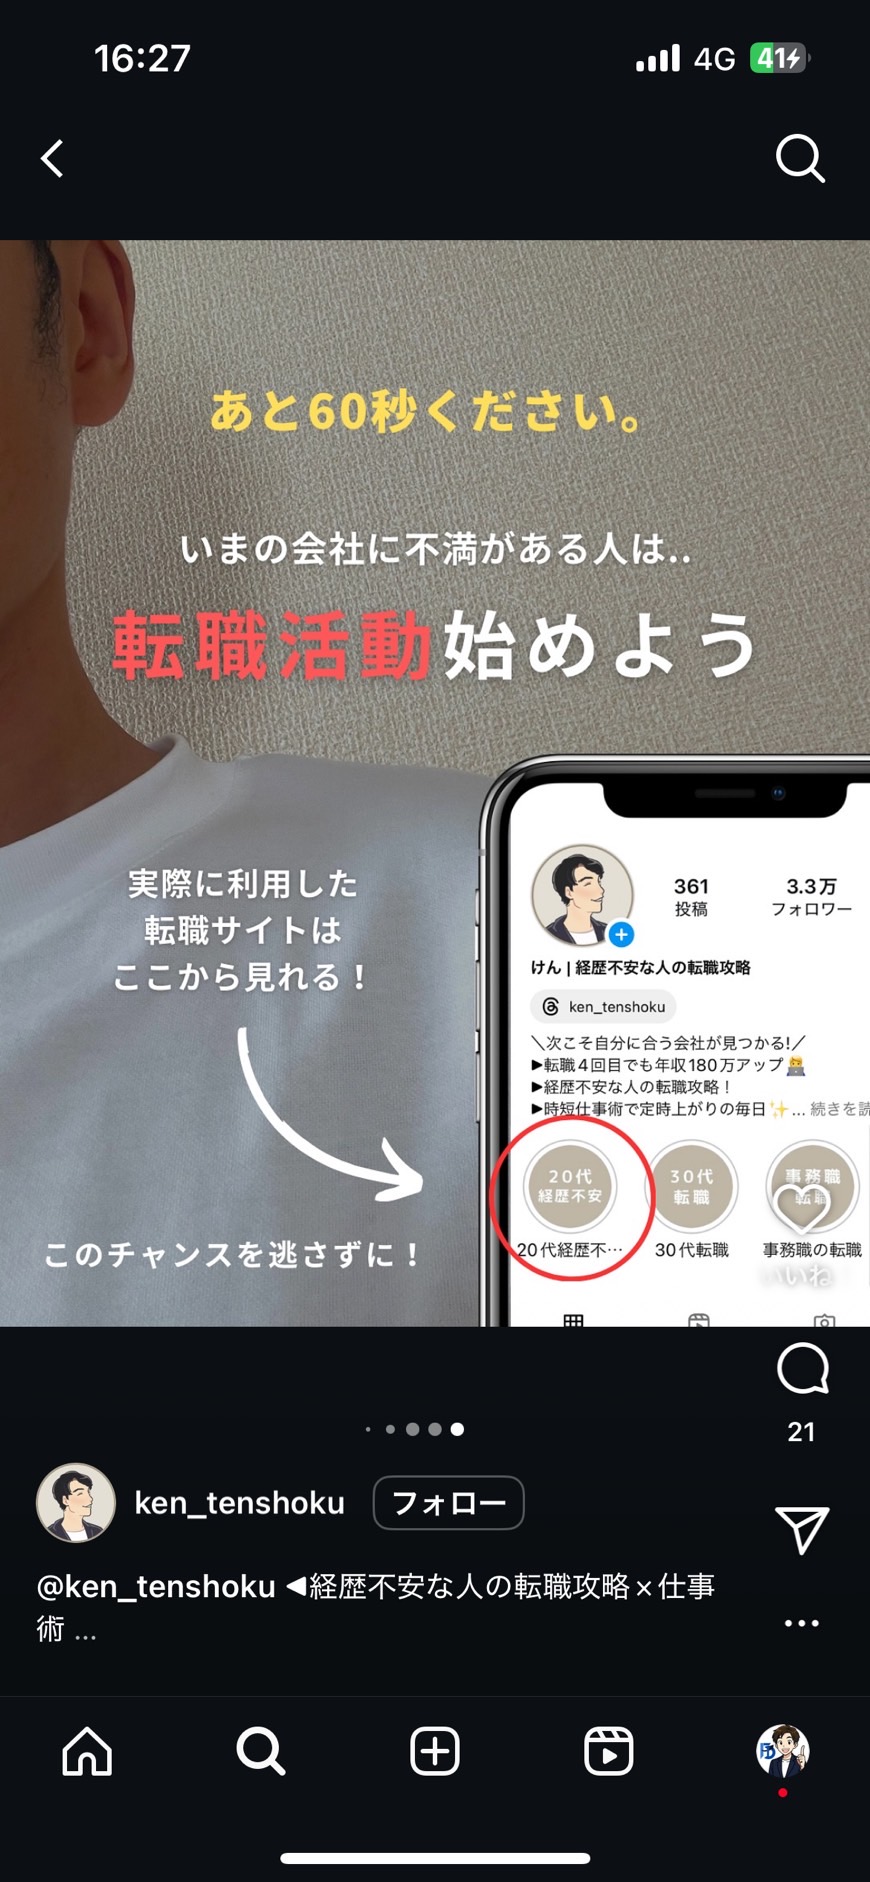 16:27
4G 41
あと60秒ください。
いまの会社に不満がある人は..
転職活動始めよう
実際に利用した
転職サイトは
ここから見れる！
このチャンスを逃さずに！
361
投稿
3.3万
フォロワー
けん | 経歴不安な人の転職攻略
ken_tenshoku
＼次こそ自分に合う会社が見つかる!／
▶転職４回目でも年収180万アップ🧑‍💻
▶経歴不安な人の転職攻略！
▶時短仕事術で定時上がりの毎日✨... 続きを読
20代
経歴不安
30代
転職
事務職
転職
20代経歴不…
30代転職
事務職の転職
いいね！
21
ken_tenshoku
フォロー
@ken_tenshoku ◀経歴不安な人の転職攻略×仕事
術 ...